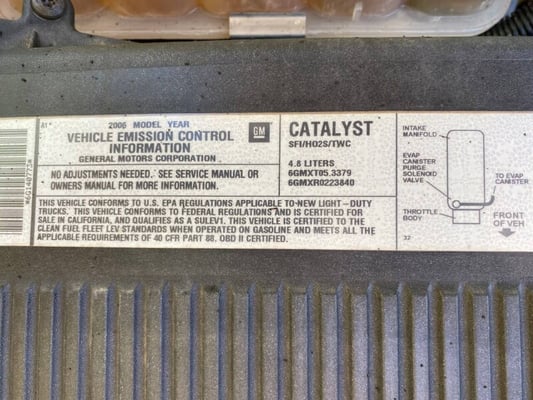 A1*
2006 MODEL YEAR
VEHICLE EMISSION CONTROL
INFORMATION
GENERAL MOTORS CORPORATION
GM
NO ADJUSTMENTS NEEDED. SEE SERVICE MANUAL OR
OWNERS MANUAL FOR MORE INFORMATION.
CATALYST
SFI/HO2S/TWC
4.8 LITERS
6GMXT05.3379
6GMXR0223840
THIS VEHICLE CONFORMS TO U.S. EPA REGULATIONS APPLICABLE TO NEW LIGHT-DUTY
TRUCKS. THIS VEHICLE CONFORMS TO FEDERAL REGULATIONS AND IS CERTIFIED FOR
SALE IN CALIFORNIA, AND QUALIFIES AS A SULEV1. THIS VEHICLE IS CERTIFIED TO THE
CLEAN FUEL FLEET LEV STANDARDS WHEN OPERATED ON GASOLINE AND MEETS ALL THE
APPLICABLE REQUIREMENTS OF 40 CFR PART 88. OBD II CERTIFIED.
INTAKE
MANIFOLD
EVAP
CANISTER
PURGE
SOLENOID
VALVE
TO EVAP
CANISTER
THROTTLE
BODY
FRONT
OF VEH
32